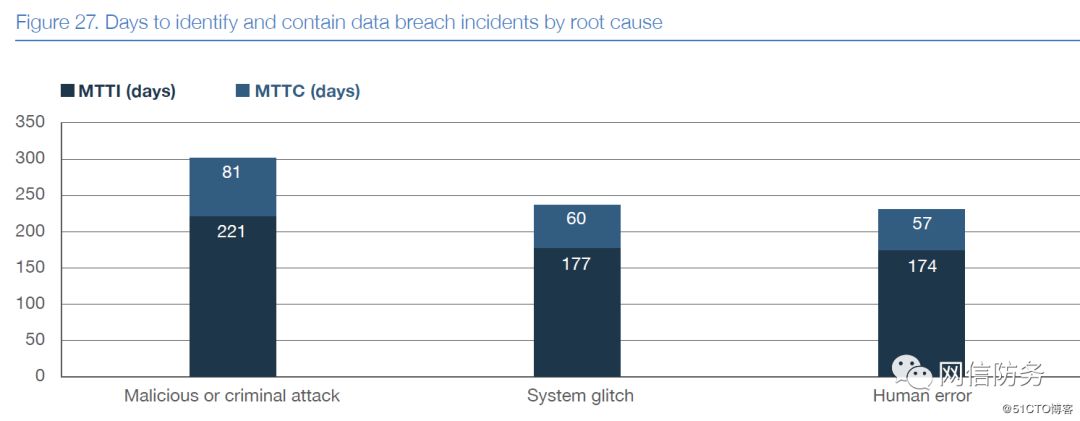 Figure 27. Days to identify and contain data breach incidents by root cause
MTTI (days) MTTC (days)
350
300
250
200
150
100
50
0
81
221
60
177
57
174
Malicious or criminal attack System glitch Human error
网信防务
@51CTO博客